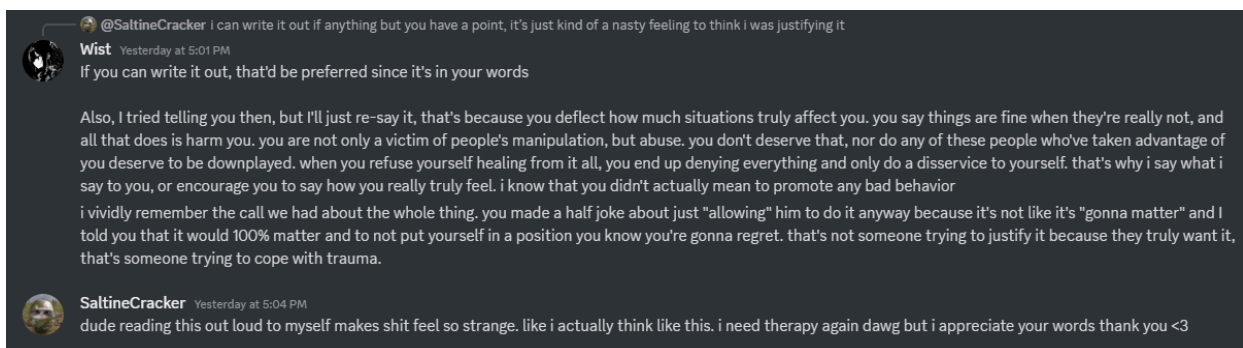 @SaltineCracker i can write it out if anything but you have a point, it's just kind of a nasty feeling to think i was justifying it
Wist Yesterday at 5:01 PM
If you can write it out, that'd be preferred since it's in your words
Also, I tried telling you then, but I'll just re-say it, that's because you deflect how much situations truly affect you. you say things are fine when they're really not, and
all that does is harm you. you are not only a victim of people's manipulation, but abuse. you don't deserve that, nor do any of these people who've taken advantage of
you deserve to be downplayed. when you refuse yourself healing from it all, you end up denying everything and only do a disservice to yourself. that's why i say what i
say to you, or encourage you to say how you really truly feel. i know that you didn't actually mean to promote any bad behavior
i vividly remember the call we had about the whole thing. you made a half joke about just "allowing" him to do it anyway because it's not like it's "gonna matter" and I
told you that it would 100% matter and to not put yourself in a position you know you're gonna regret. that's not someone trying to justify it because they truly want it,
that's someone trying to cope with trauma.
SaltineCracker Yesterday at 5:04 PM
dude reading this out loud to myself makes shit feel so strange. like i actually think like this. i need therapy again dawg but i appreciate your words thank you <3